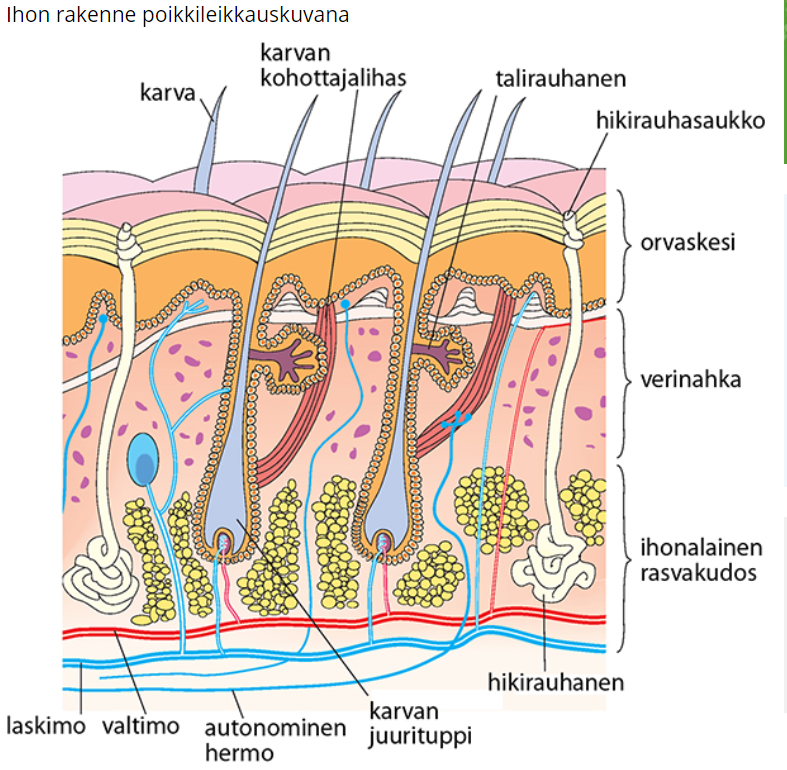 Ihon rakenne poikkileikkauskuvana
karvan
kohottajalihas
karva
talirauhanen
hikirauhasaukko
orvaskesi
verinahka
ihonalainen
rasvakudos
hikirauhanen
laskimo
valtimo
autonominen
hermo
karvan
juurituppi